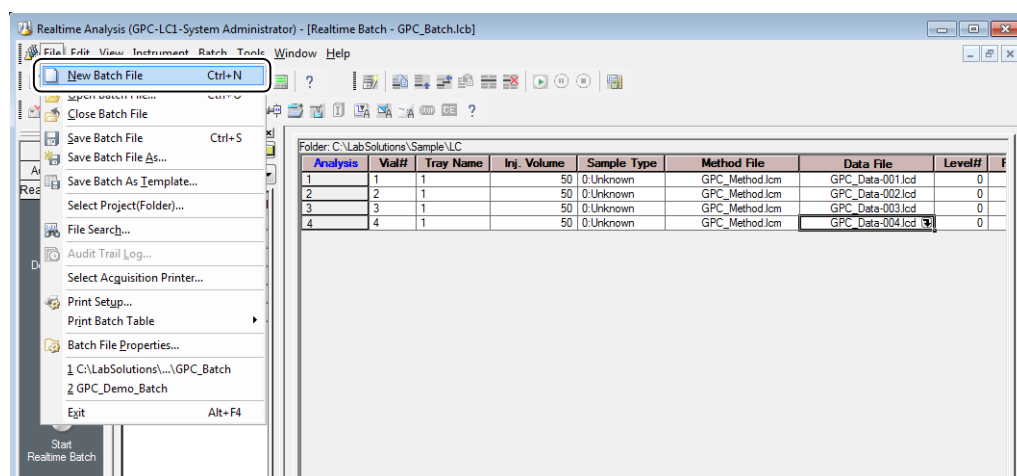 Realtime Analysis (GPC-LC1-System Administrator) - [Realtime Batch - GPC_Batch.lcb]
File Edit View Instrument Batch Tools Window Help
New Batch File Ctrl+N
Open Batch File... Ctrl+O
Close Batch File
Save Batch File Ctrl+S
Save Batch File As...
Save Batch As Template...
Select Project(Folder)...
File Search...
Audit Trail Log...
Select Acquisition Printer...
Print Setup...
Print Batch Table
Batch File Properties...
1 C:\LabSolutions\...\GPC_Batch
2 GPC_Demo_Batch
Exit Alt+F4
Start
Realtime Batch
Folder: C:\LabSolutions\Sample\LC
Analysis Vial# Tray Name Inj. Volume Sample Type Method File Data File Level#
1 1 1 50 0:Unknown GPC_Method.lcm GPC_Data-001.lcd 0
2 2 1 50 0:Unknown GPC_Method.lcm GPC_Data-002.lcd 0
3 3 1 50 0:Unknown GPC_Method.lcm GPC_Data-003.lcd 0
4 4 1 50 0:Unknown GPC_Method.lcm GPC_Data-004.lcd 0